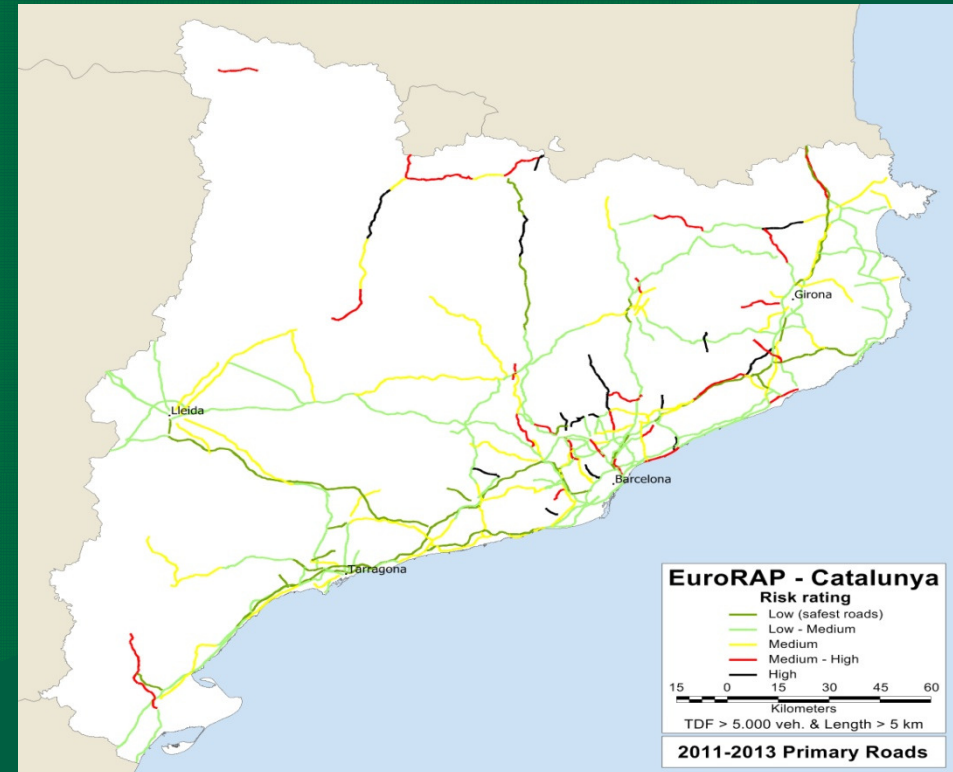 Girona
Lleida
Barcelona
Tarragona
EuroRAP - Catalunya
Risk rating
Low (safest roads)
Low - Medium
Medium
Medium - High
High
15 0 15 30 45 60
Kilometers
TDF > 5.000 veh. & Length > 5 km
2011-2013 Primary Roads